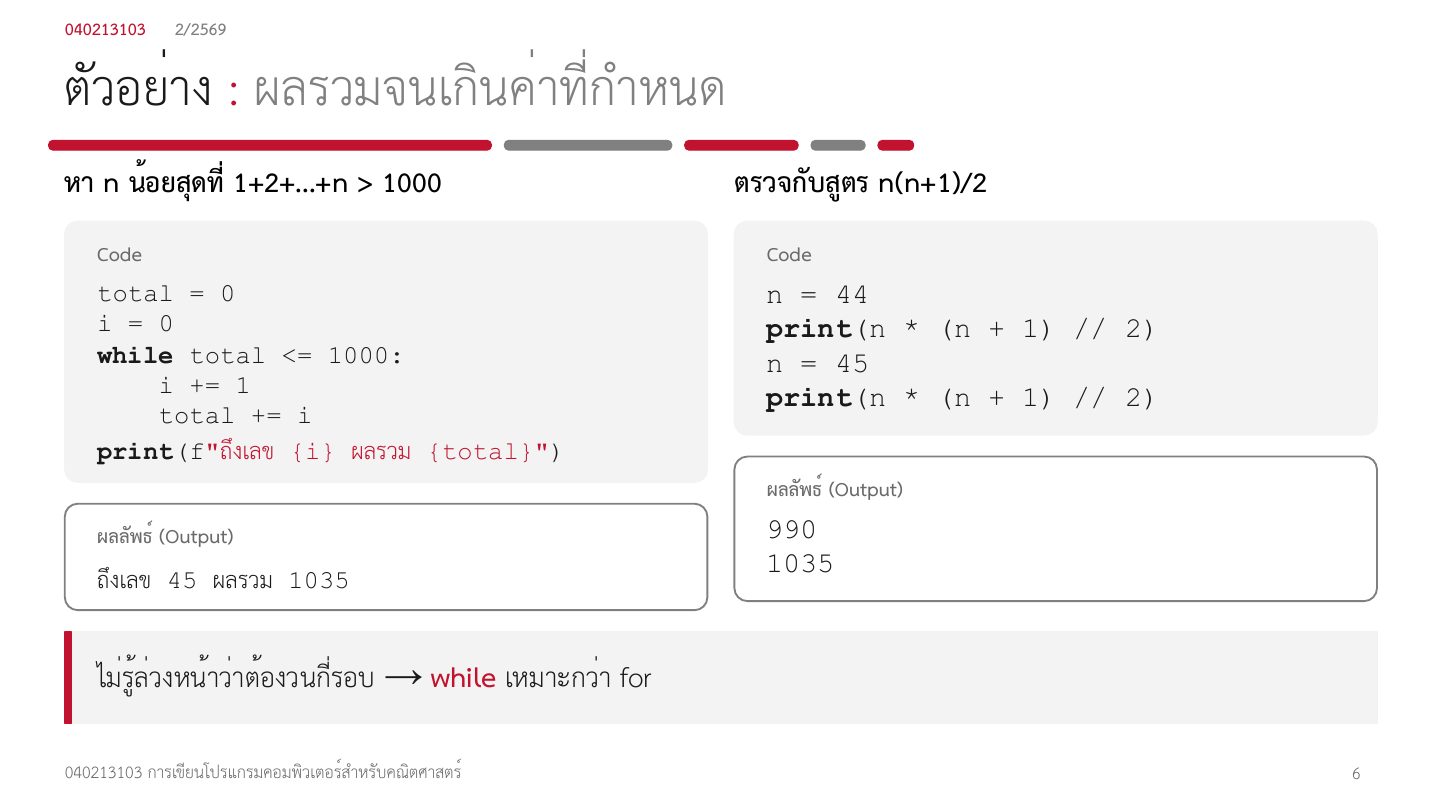 040213103 2/2569
ตัวอย่าง : ผลรวมจนเกินค่าที่กำหนด
หา n น้อยสุดที่ 1+2+...+n > 1000
Code
total = 0
i = 0
while total <= 1000:
    i += 1
    total += i
print(f"ถึงเลข {i} ผลรวม {total}")
ผลลัพธ์ (Output)
ถึงเลข 45 ผลรวม 1035
ตรวจกับสูตร n(n+1)/2
Code
n = 44
print(n * (n + 1) // 2)
n = 45
print(n * (n + 1) // 2)
ผลลัพธ์ (Output)
990
1035
ไม่รู้ล่วงหน้าว่าต้องวนกี่รอบ ⟶ while เหมาะกว่า for
040213103 การเขียนโปรแกรมคอมพิวเตอร์สำหรับคณิตศาสตร์ 6